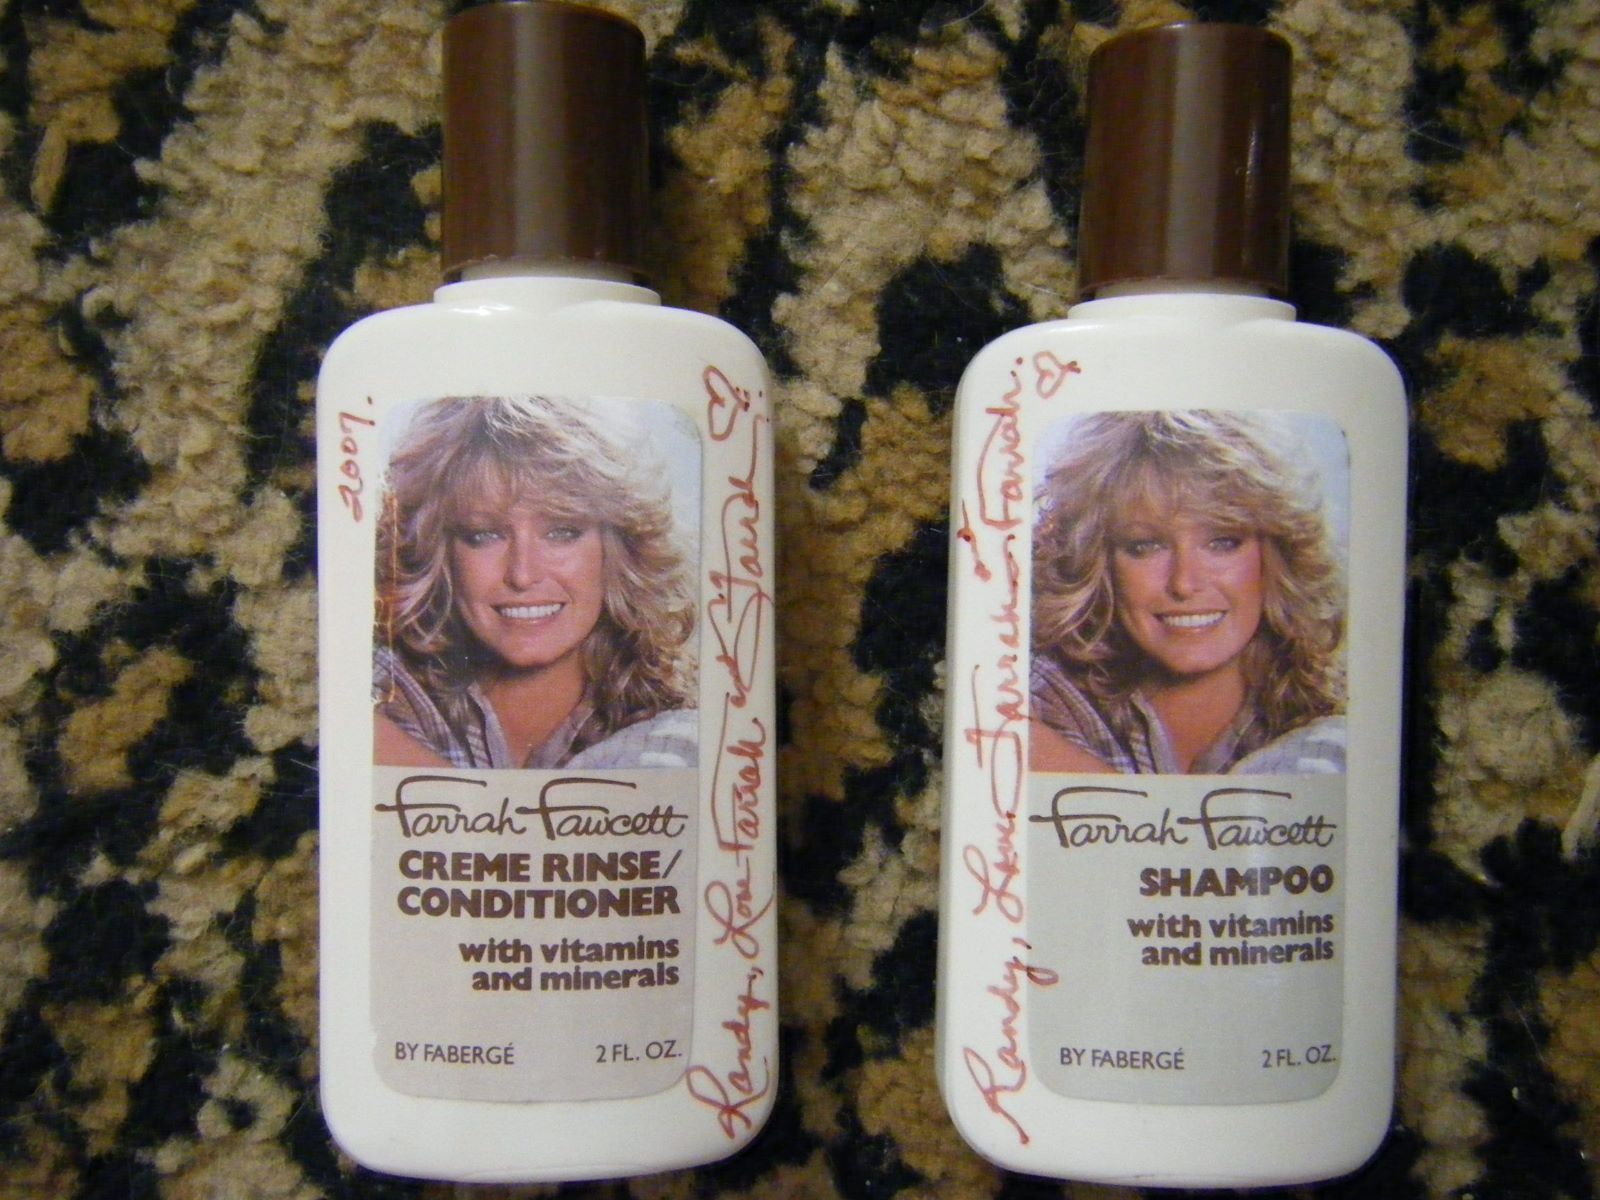 2007.
Farrah Fawcett
CREME RINSE/
CONDITIONER
with vitamins
and minerals
BY FABERGÉ
2 FL. OZ.
Randy, Love Farrah
Randy, Love Farrah Farrah.
Farrah Fawcett
SHAMPOO
with vitamins
and minerals
BY FABERGÉ
2 FL. OZ.